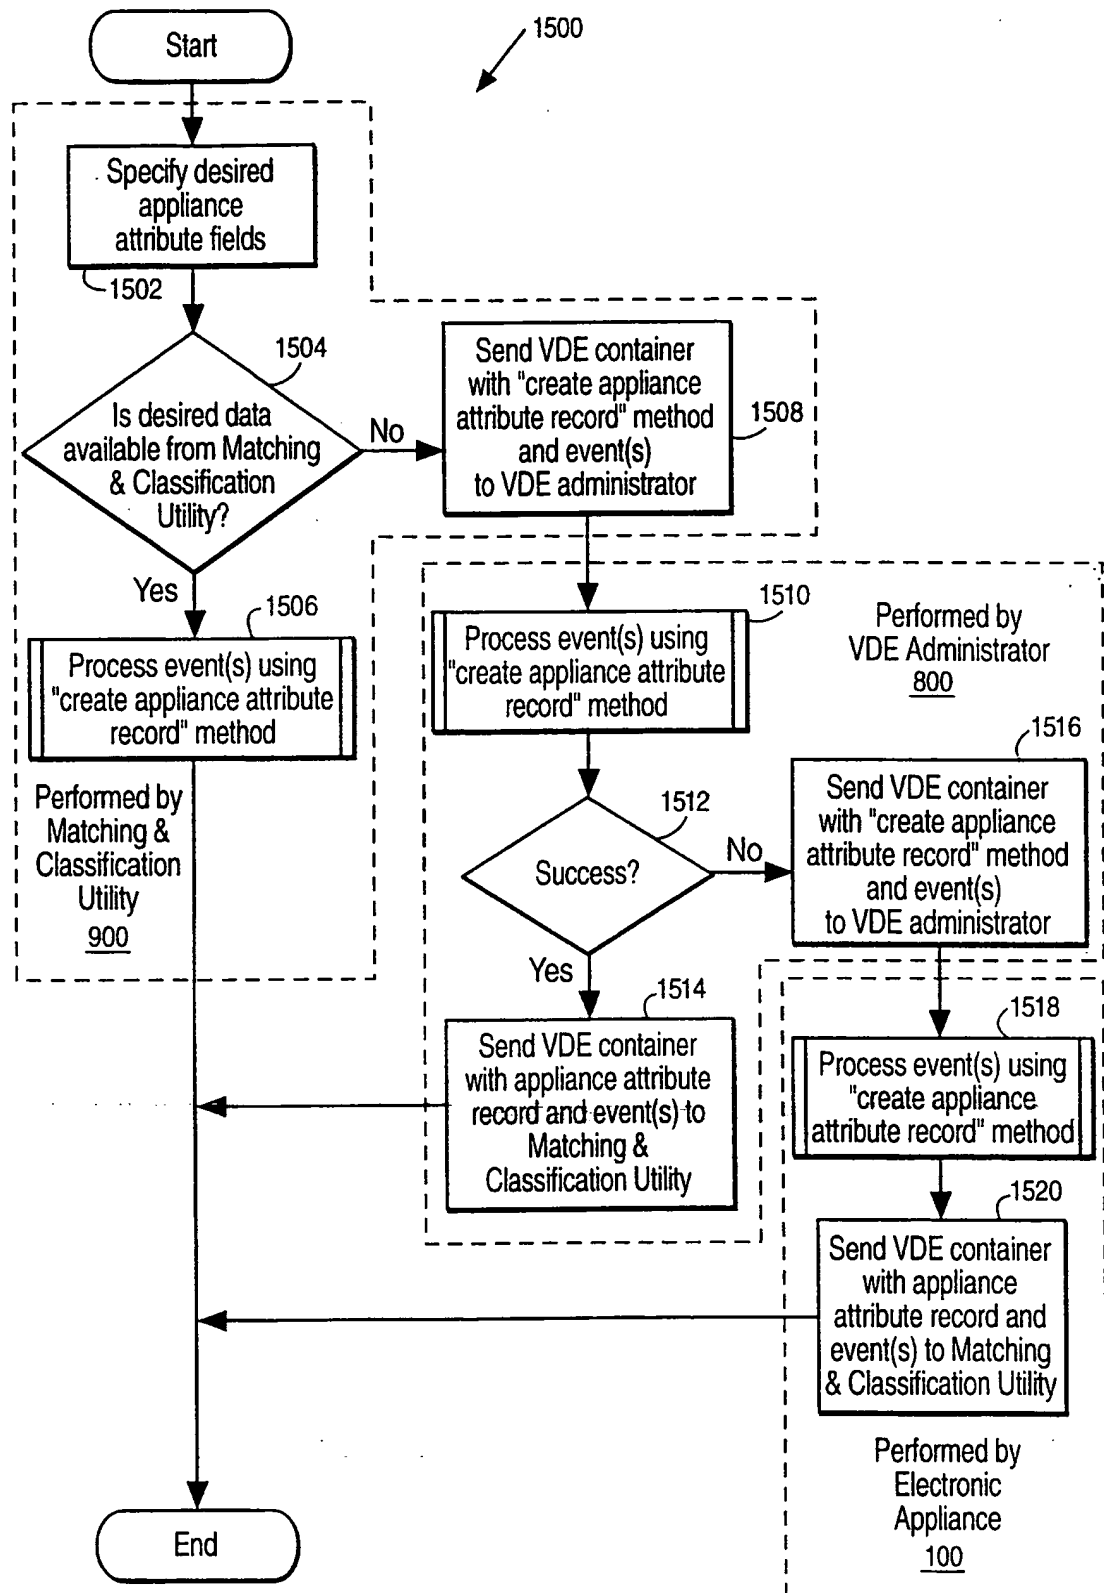 Start
1500
Specify desired
appliance
attribute fields
1502
1504
Is desired data
available from Matching
& Classification
Utility?
No
Yes
Send VDE container
with "create appliance
attribute record" method
and event(s)
to VDE administrator
1508
1506
Process event(s) using
"create appliance attribute
record" method
Performed by
Matching &
Classification
Utility
900
1510
Process event(s) using
"create appliance attribute
record" method
Performed by
VDE Administrator
800
1512
Success?
No
Yes
1516
Send VDE container
with "create appliance
attribute record" method
and event(s)
to VDE administrator
1514
Send VDE container
with appliance attribute
record and event(s) to
Matching &
Classification Utility
1518
Process event(s) using
"create appliance
attribute record" method
1520
Send VDE container
with appliance
attribute record and
event(s) to Matching
& Classification Utility
Performed by
Electronic
Appliance
100
End